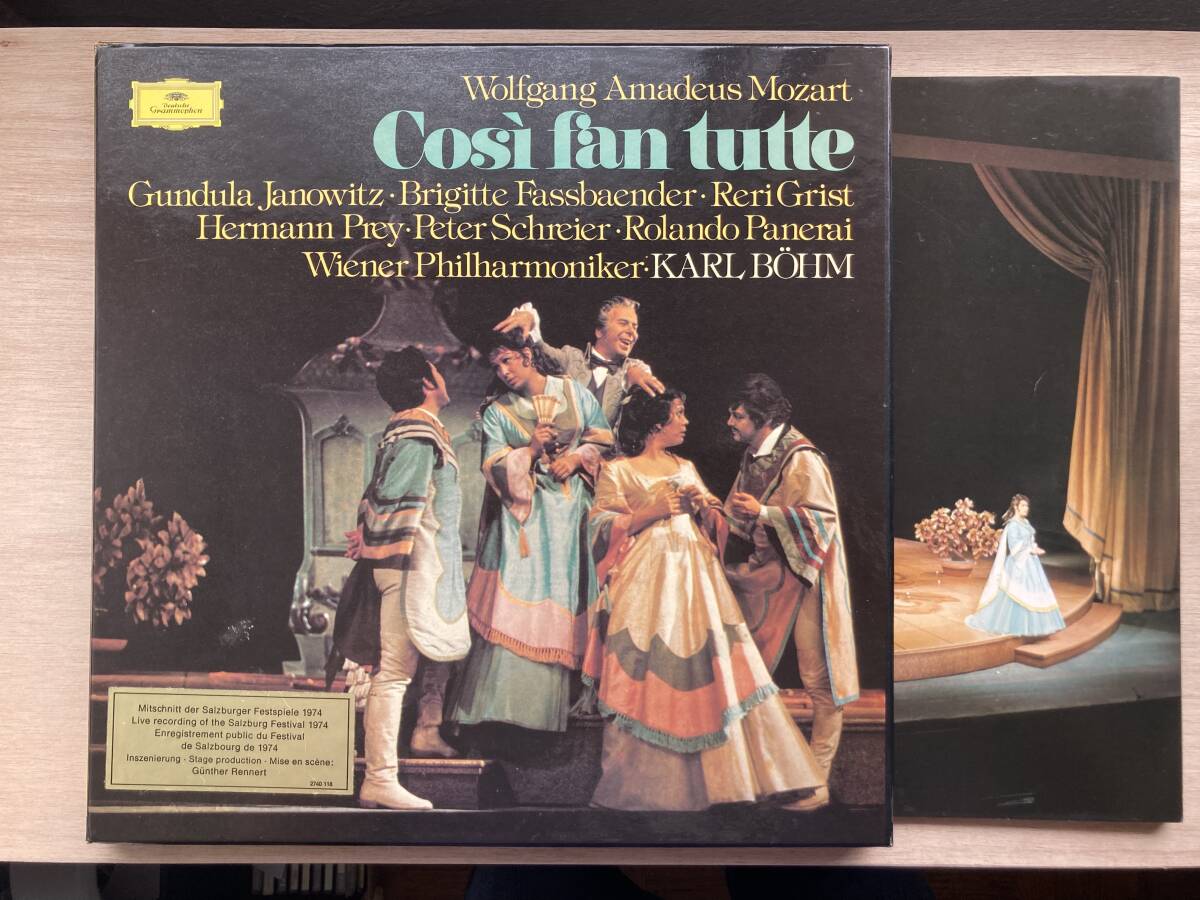 Deutsche
Grammophon
Wolfgang Amadeus Mozart
Così fan tutte
Gundula Janowitz · Brigitte Fassbaender · Reri Grist
Hermann Prey · Peter Schreier · Rolando Panerai
Wiener Philharmoniker · KARL BÖHM
Mitschnitt der Salzburger Festspiele 1974
Live recording of the Salzburg Festival 1974
Enregistrement public du Festival
de Salzbourg de 1974
Inszenierung · Stage production · Mise en scène:
Günther Rennert
2740 118